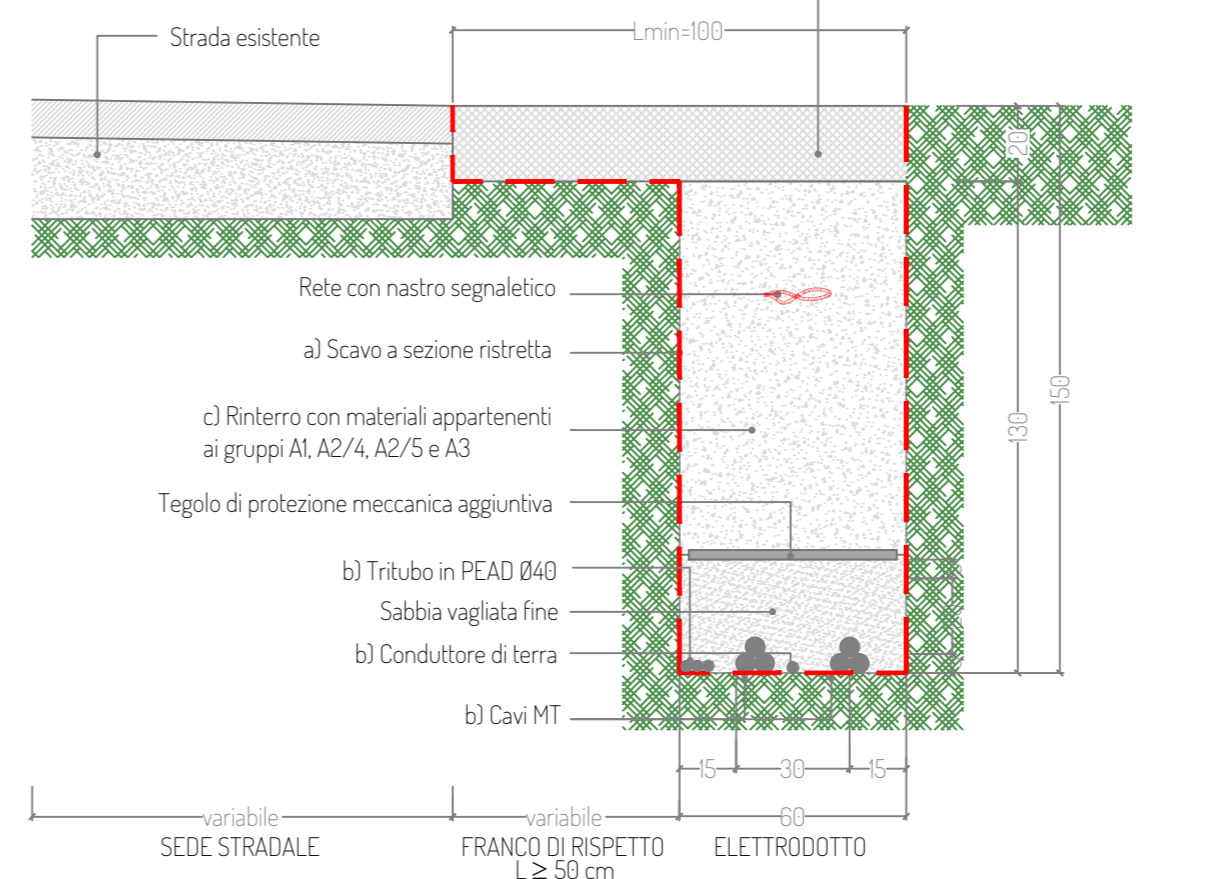 Strada esistente
Lmin=100
20
Rete con nastro segnaletico
a) Scavo a sezione ristretta
150
130
c) Rinterro con materiali appartenenti
ai gruppi A1, A2/4, A2/5 e A3
Tegolo di protezione meccanica aggiuntiva
b) Tritubo in PEAD Ø40
Sabbia vagliata fine
b) Conduttore di terra
b) Cavi MT
15
30
15
variabile
variabile
60
SEDE STRADALE
FRANCO DI RISPETTO
ELETTRODOTTO
L ≥ 50 cm